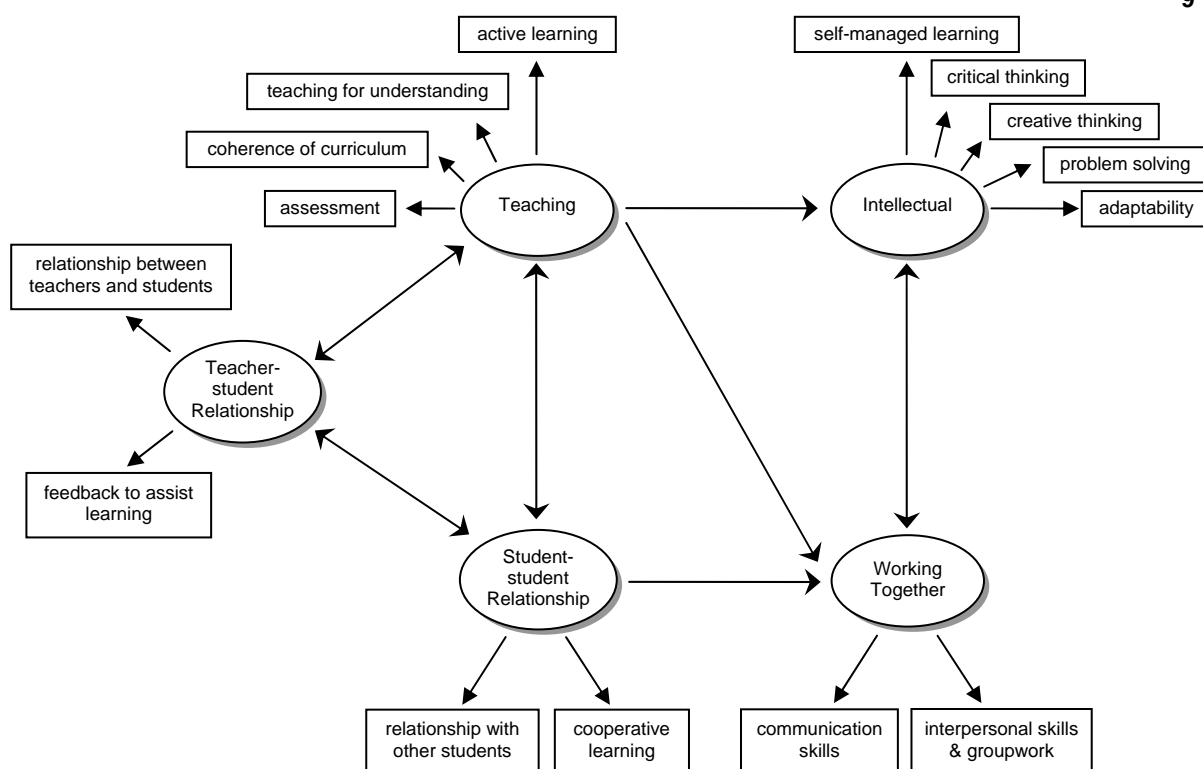 9
active learning
self-managed learning
critical thinking
teaching for understanding
creative thinking
coherence of curriculum
problem solving
assessment
Teaching
Intellectual
adaptability
relationship between
teachers and students
Teacher-
student
Relationship
feedback to assist
learning
Student-
student
Relationship
Working
Together
relationship with
other students
cooperative
learning
communication
skills
interpersonal skills
& groupwork